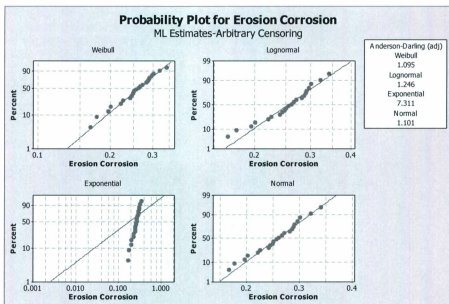 Probability Plot for Erosion Corrosion
ML Estimates-Arbitrary Censoring
Weibull
Percent
90
50
10
1
0.1
0.2
0.3
Erosion Corrosion
Lognormal
Percent
99
90
50
10
1
0.2
0.3
0.4
Erosion Corrosion
Anderson-Darling (adj)
Weibull
1.095
Lognormal
1.246
Exponential
7.311
Normal
1.101
Exponential
Percent
90
50
10
1
0.001
0.010
0.100
1.000
Erosion Corrosion
Normal
Percent
99
90
50
10
1
0.2
0.3
0.4
Erosion Corrosion